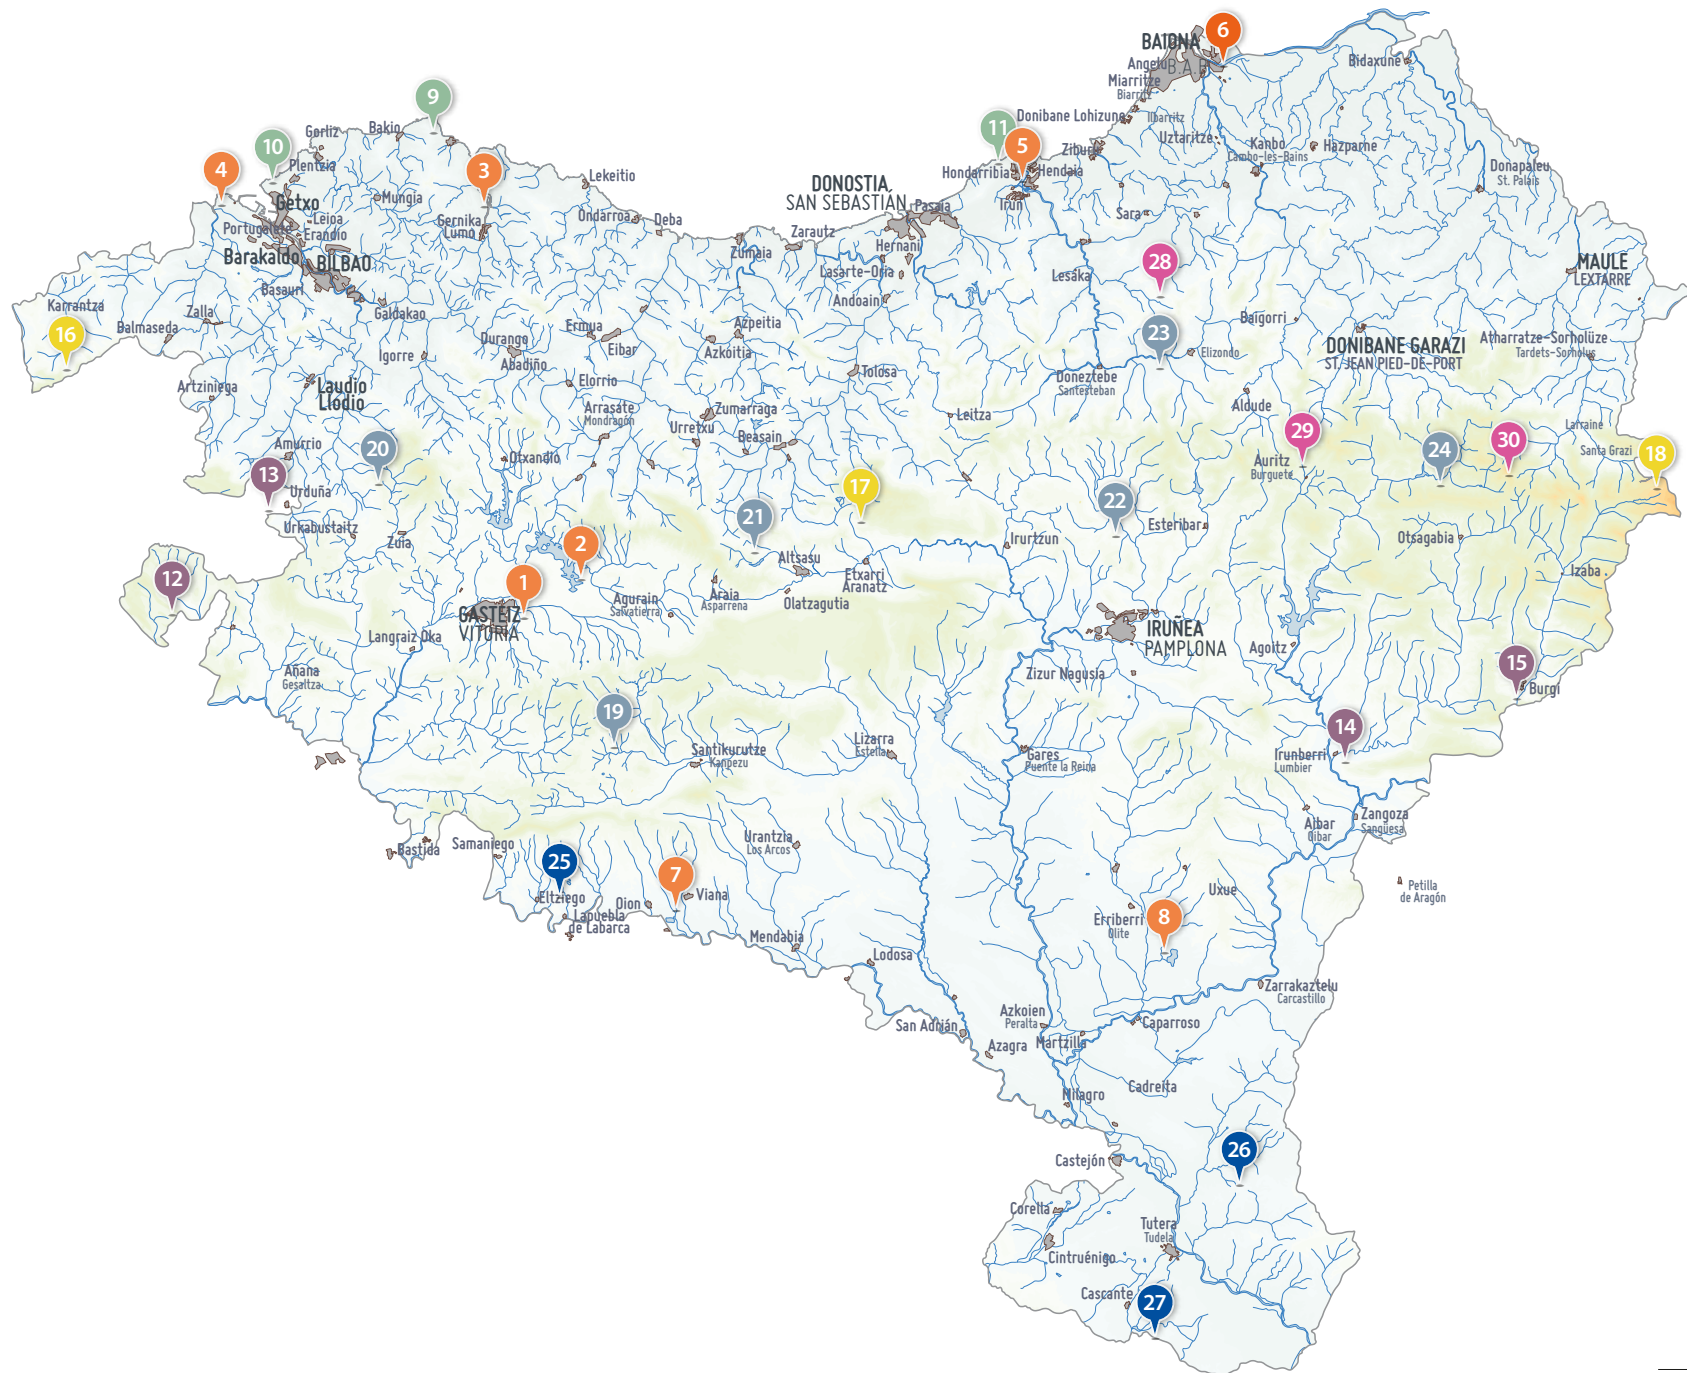 6
BAIONA
B.A.B
Angelu
Miarritze
Biarritz
Bidaxune
9
Donibane Lohizune
Ilbarritz
11
5
Gorliz
Bakio
10
Plentzia
4
3
Lekeitio
Ziburu
Uztaritze
Kanbo
Cambo-les-Bains
Hazparne
Donapaleu
St. Palais
Hondarribia
Hendaia
DONOSTIA
SAN SEBASTIÁN
Pasaia
Irun
Sara
Getxo
Mungia
Leioa
Portugalete
Erandio
Gernika
Lumo
Ondarroa
Deba
Zarautz
Zumaia
Hernani
Lasarte-Oria
Barakaldo
BILBAO
Basauri
Galdakao
Andoain
Lesaka
28
MAULE
LEXTARRE
Karrantza
16
Balmaseda
Zalla
Igorre
Durango
Abadiño
Ermua
Eibar
Azpeitia
Azkoitia
23
Elizondo
Baigorri
DONIBANE GARAZI
ST. JEAN PIED-DE-PORT
Atharratze-Sorholüze
Tardets-Sorholus
Artziniega
Laudio
Llodio
Elorrio
Tolosa
Doneztebe
Santesteban
Arrasate
Mondragón
Zumarraga
Urretxu
Beasain
Leitza
Aldude
Amurrio
20
Otxandio
29
Auritz
Burguete
24
30
Larraine
Santa Grazi
18
13
Urduña
Urkabustaitz
Zuia
21
17
22
Esteribar
Otsagabia
Irurtzun
2
Altsasu
Etxarri
Aranatz
Izaba
12
1
GASTEIZ
VITORIA
Agurain
Salvatierra
Araia
Asparrena
Olatzagutia
Langraiz Oka
IRUÑEA
PAMPLONA
Agoitz
15
Burgi
Añana
Gesaltza
Zizur Nagusia
19
14
Santikurutze
Kanpezu
Lizarra
Estella
Gares
Puente la Reina
Irunberri
Lumbier
Aibar
Oibar
Zangoza
Sangüesa
Bastida
Samaniego
Urantzia
Los Arcos
25
Eltziego
Lapuebla
de Labarca
Oion
7
Viana
Mendabia
Uxue
Petilla
de Aragón
Erriberri
Olite
8
Lodosa
Zarrakaztelu
Carcastillo
San Adrián
Azkoien
Peralta
Caparroso
Azagra
Martzilla
Cadreita
Milagro
26
Castejón
Corella
Tutera
Tudela
Cintruénigo
Cascante
27